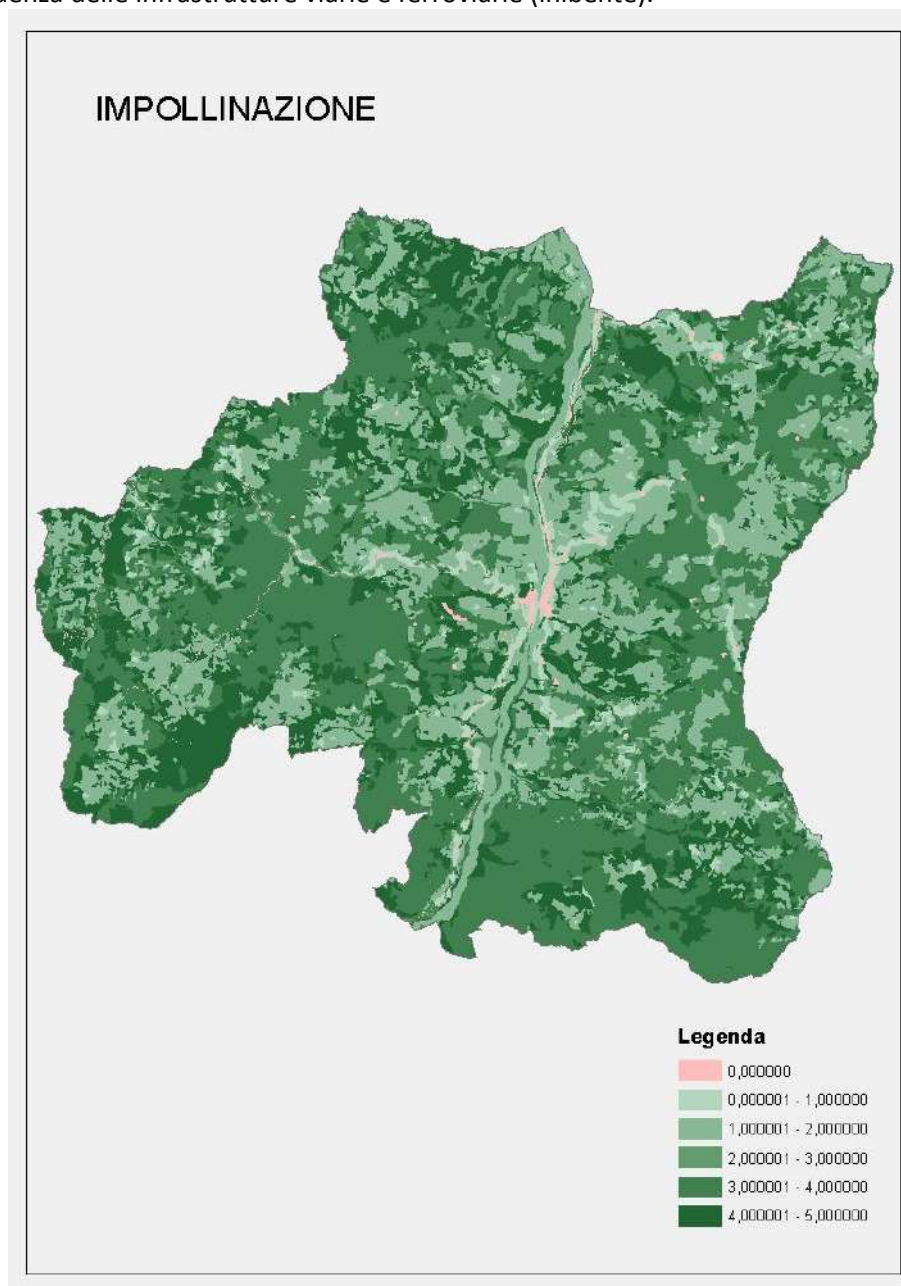 delle infrastrutture viarie e ferroviarie (inibente).
IMPOLLINAZIONE
Legenda
0,000000
0,000001 - 1,000000
1,000001 - 2,000000
2,000001 - 3,000000
3,000001 - 4,000000
4,000001 - 5,000000